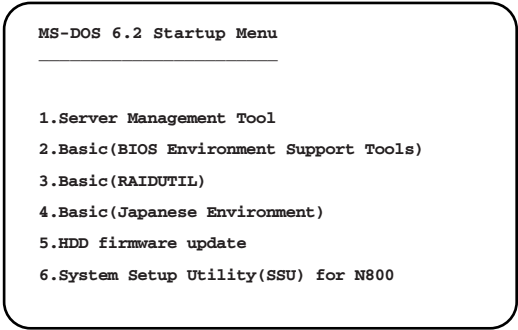 MS-DOS 6.2 Startup Menu
1.Server Management Tool
2.Basic(BIOS Environment Support Tools)
3.Basic(RAIDUTIL)
4.Basic(Japanese Environment)
5.HDD firmware update
6.System Setup Utility(SSU) for N800